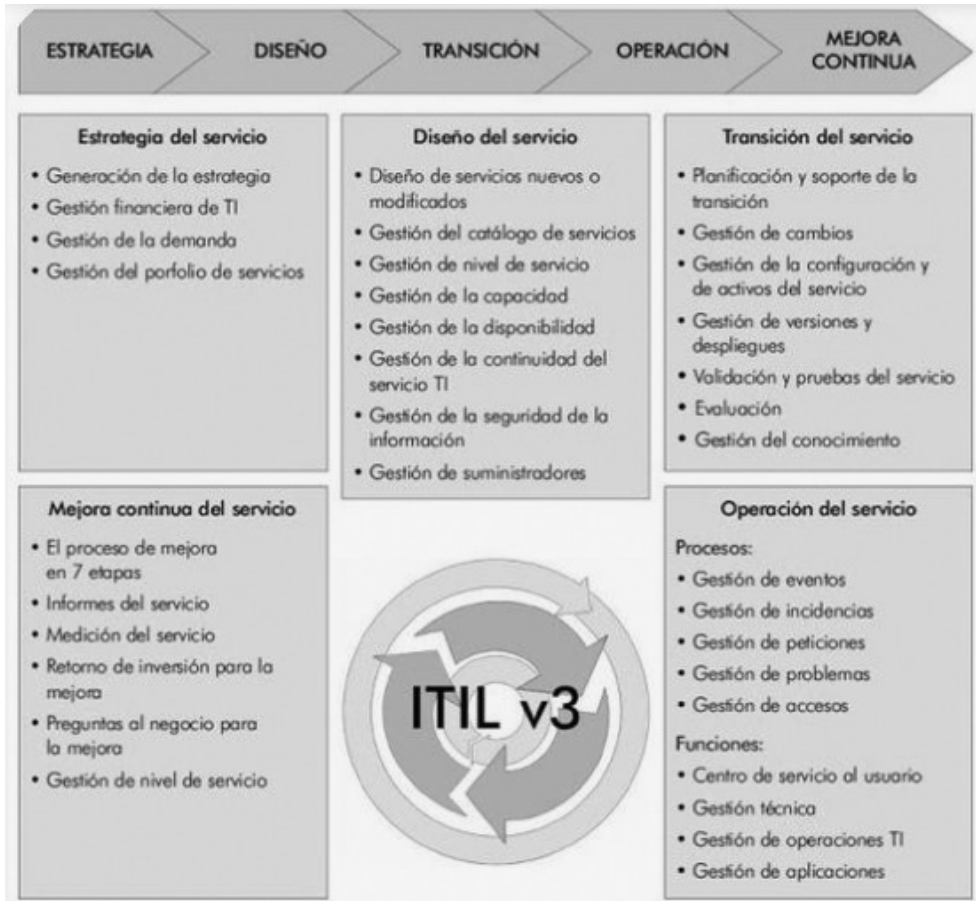 ESTRATEGIA
DISEÑO
TRANSICIÓN
OPERACIÓN
MEJORA
CONTINUA
Estrategia del servicio
• Generación de la estrategia
• Gestión financiera de TI
• Gestión de la demanda
• Gestión del porfolio de servicios
Diseño del servicio
• Diseño de servicios nuevos o
modificados
• Gestión del catálogo de servicios
• Gestión de nivel de servicio
• Gestión de la capacidad
• Gestión de la disponibilidad
• Gestión de la continuidad del
servicio TI
• Gestión de la seguridad de la
información
• Gestión de suministradores
Transición del servicio
• Planificación y soporte de la
transición
• Gestión de cambios
• Gestión de la configuración y
de activos del servicio
• Gestión de versiones y
despliegues
• Validación y pruebas del servicio
• Evaluación
• Gestión del conocimiento
Mejora continua del servicio
• El proceso de mejora
en 7 etapas
• Informes del servicio
• Medición del servicio
• Retorno de inversión para la
mejora
• Preguntas al negocio para
la mejora
• Gestión de nivel de servicio
ITIL v3
Operación del servicio
Procesos:
• Gestión de eventos
• Gestión de incidencias
• Gestión de peticiones
• Gestión de problemas
• Gestión de accesos
Funciones:
• Centro de servicio al usuario
• Gestión técnica
• Gestión de operaciones TI
• Gestión de aplicaciones